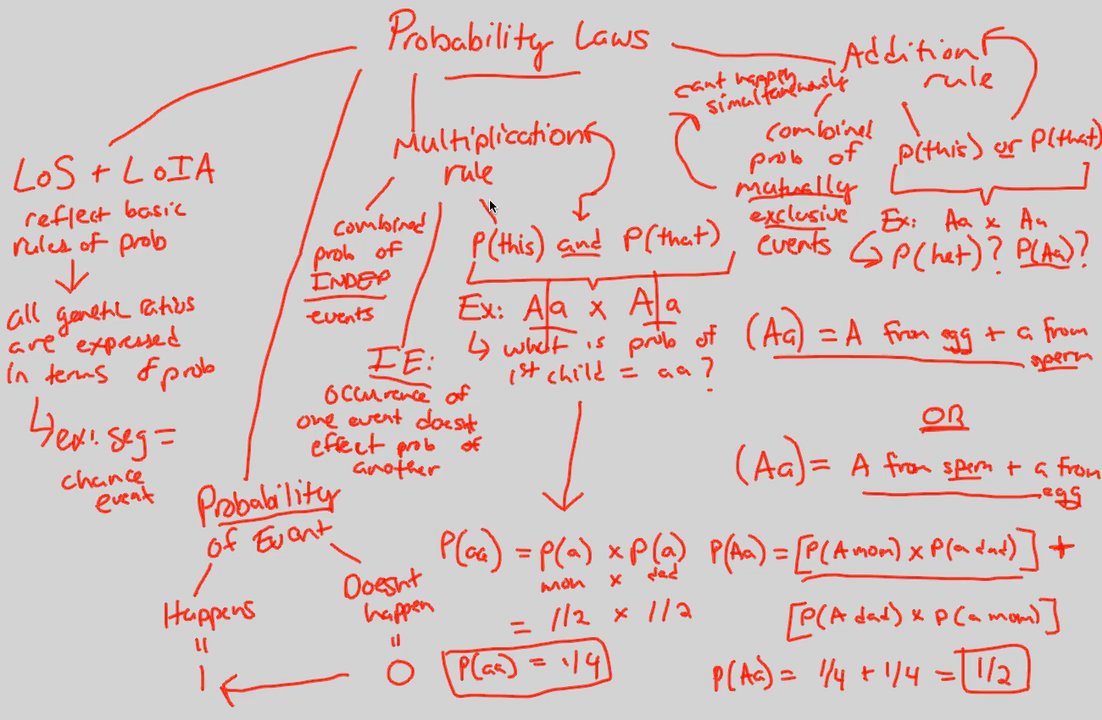 Probability Laws
LoS + LoIA
reflect basic
rules of prob
all genetic ratios
are expressed
in terms of prob
ex: seg =
chance
event
Probability
of Event
Happens
"
1
Doesnt
happen
"
0
Multiplication
rule
combined
prob of
INDEP
events
IE:
occurrence of
one event doesnt
effect prob of
another
P(this) and P(that)
Ex: Aa x Aa
what is prob of
1st child = aa?
P(aa) = P(a) x P(a)
mom x dad
= 1/2 x 1/2
P(aa) = 1/4
Addition
rule
cant happen
simultaneously
combined
prob of
mutually
exclusive
events
P(this) or P(that)
Ex: Aa x Aa
P(het)? P(Aa)?
(Aa) = A from egg + a from
sperm
OR
(Aa) = A from sperm + a from
egg
P(Aa) = [P(A mom) x P(a dad)] +
[P(A dad) x P(a mom)]
P(Aa) = 1/4 + 1/4 = 1/2